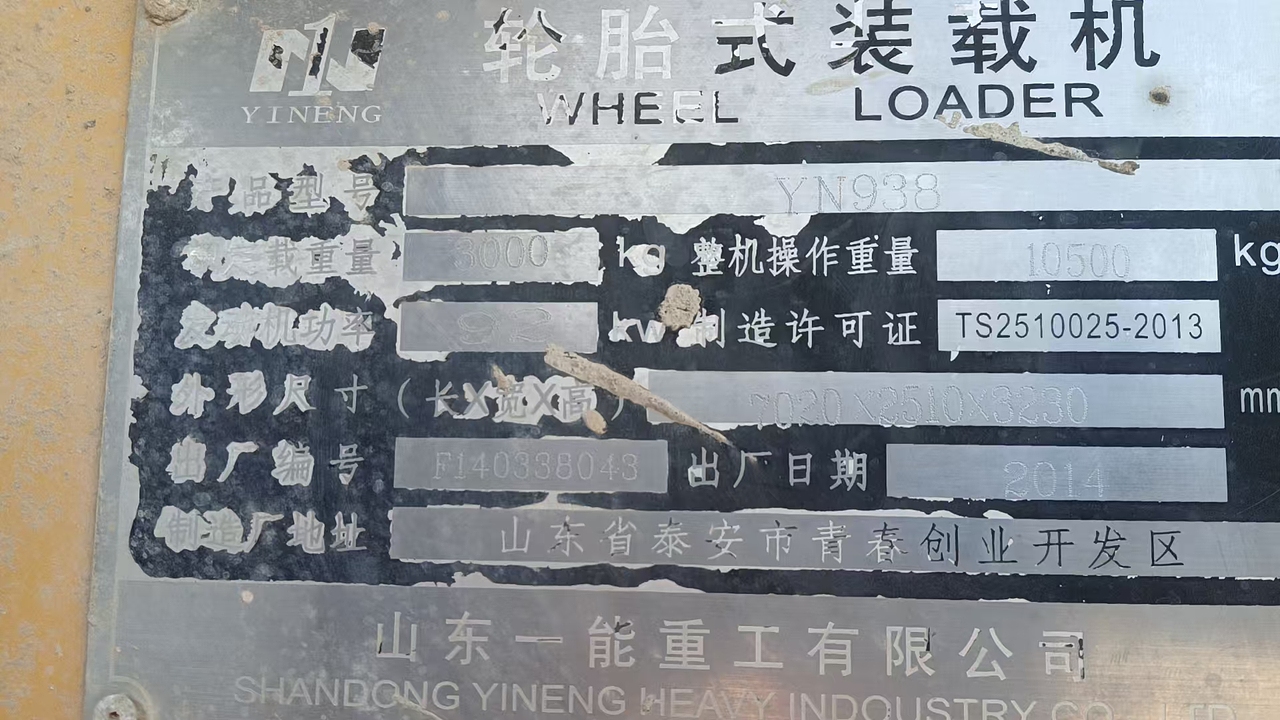 轮胎式装载机
YINENG
WHEEL LOADER
产品型号 YN938
载重量 3000 kg 整机操作重量 10500 kg
发动机功率 92 kw 制造许可证 TS2510025-2013
外形尺寸(长X宽X高) 7020X2510X3230 mm
出厂编号 F140338043 出厂日期 2014
制造厂地址 山东省泰安市青春创业开发区
山东一能重工有限公司
SHANDONG YINENG HEAVY INDOUSTRY CO., LTD